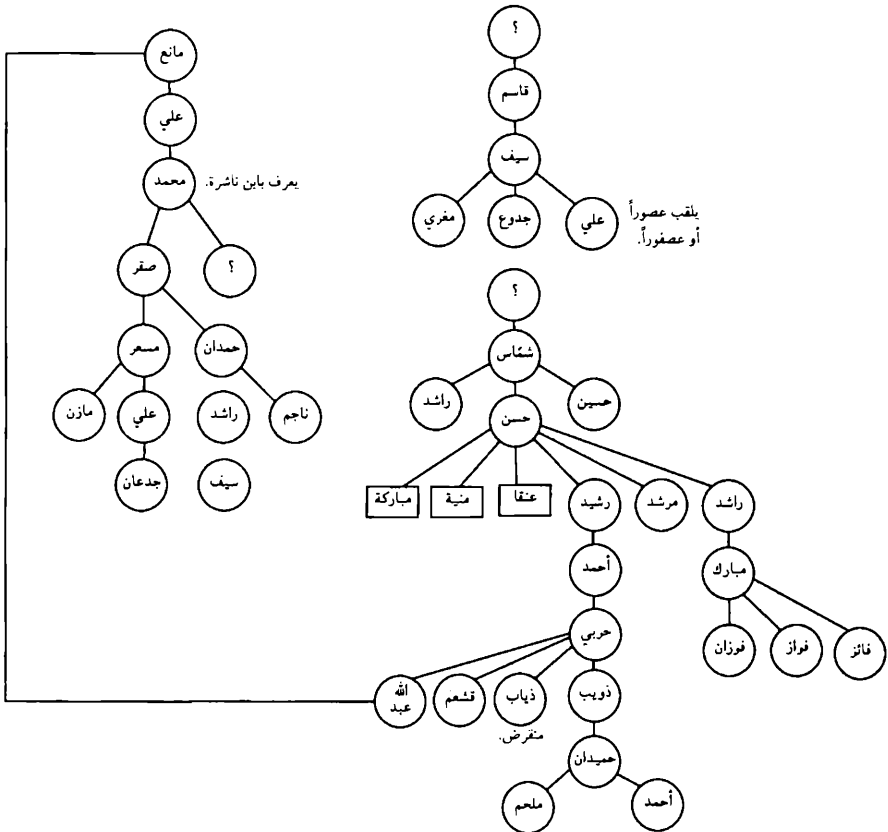 ؟
مانع
قاسم
علي
سيف
محمد
يعرف بابن ناشرة.
علي
جدوع
مغري
يلقب عصوراً
أو عصفوراً.
صقر
؟
؟
حمدان
مسعر
شماس
ناجم
راشد
علي
مازن
حسين
حسن
راشد
سيف
جدعان
راشد
مرشد
رشيد
عنقا
منية
مباركة
مبارك
أحمد
حربي
فائز
فواز
فوزان
ذويب
ذياب
قشعم
عبد الله
منقرض.
حميدان
أحمد
ملحم